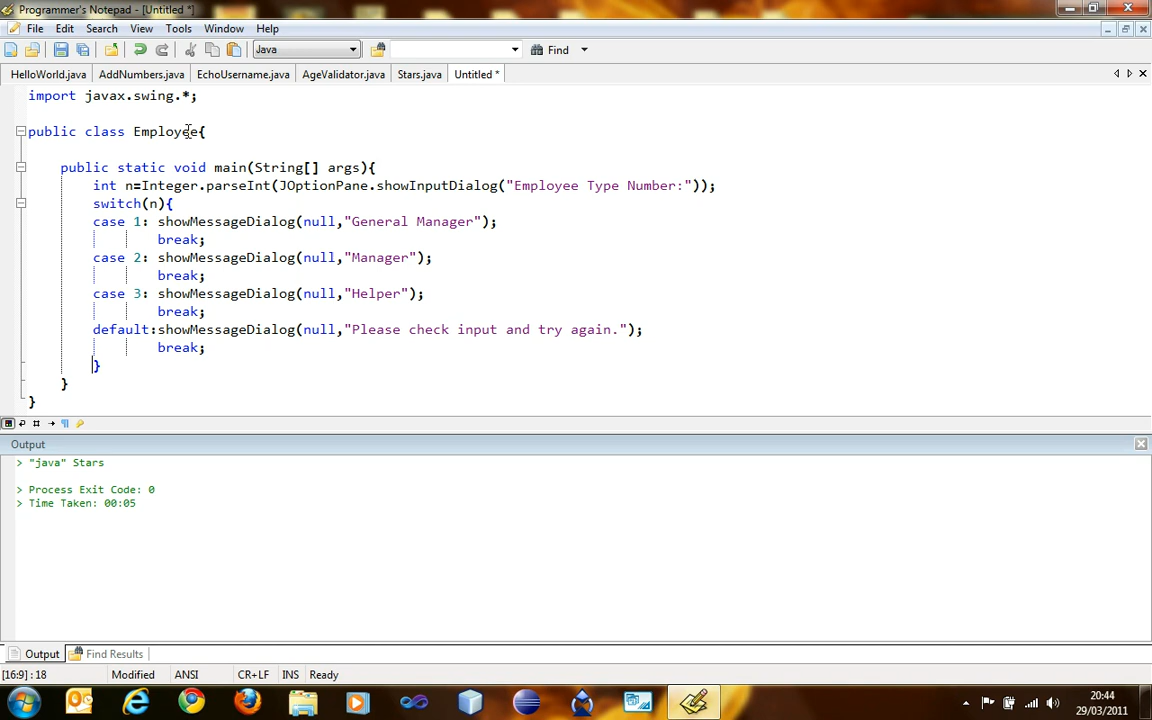 Programmer's Notepad - [Untitled *]
File Edit Search View Tools Window Help
Java Find
HelloWorld.java AddNumbers.java EchoUsername.java AgeValidator.java Stars.java Untitled *
import javax.swing.*;
public class Employee{
public static void main(String[] args){
int n=Integer.parseInt(JOptionPane.showInputDialog("Employee Type Number:"));
switch(n){
case 1: showMessageDialog(null,"General Manager");
break;
case 2: showMessageDialog(null,"Manager");
break;
case 3: showMessageDialog(null,"Helper");
break;
default:showMessageDialog(null,"Please check input and try again.");
break;
}
}
}
Output
> "java" Stars
> Process Exit Code: 0
> Time Taken: 00:05
Output Find Results
[16:9] : 18 Modified ANSI CR+LF INS Ready
20:44
29/03/2011